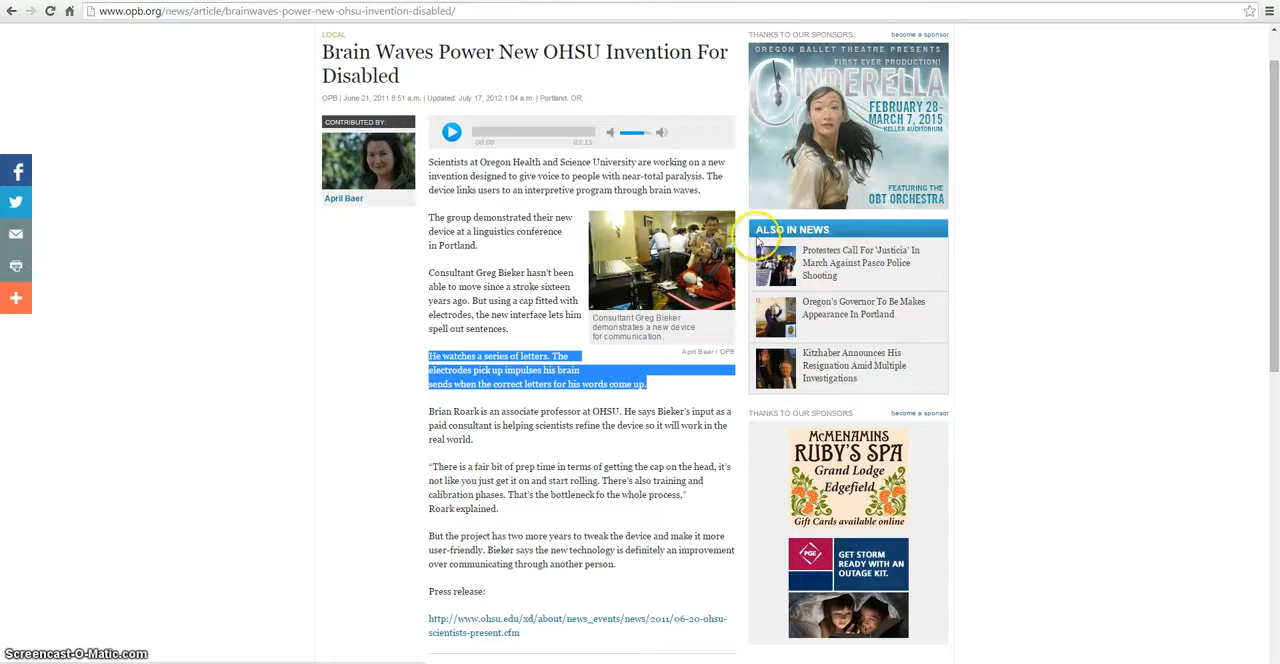 www.opb.org/news/article/brainwaves-power-new-ohsu-invention-disabled/
LOCAL
Brain Waves Power New OHSU Invention For
Disabled
OPB | June 21, 2011 8:51 a.m. | Updated: July 17, 2012 1:04 a.m. | Portland, OR
CONTRIBUTED BY:
April Baer
00:00
03:15
Scientists at Oregon Health and Science University are working on a new
invention designed to give voice to people with near-total paralysis. The
device links users to an interpretive program through brain waves.
The group demonstrated their new
device at a linguistics conference
in Portland.
Consultant Greg Bieker hasn't been
able to move since a stroke sixteen
years ago. But using a cap fitted with
electrodes, the new interface lets him
spell out sentences.
Consultant Greg Bieker
demonstrates a new device
for communication.
April Baer / OPB
He watches a series of letters. The
electrodes pick up impulses his brain
sends when the correct letters for his words come up.
Brian Roark is an associate professor at OHSU. He says Bieker's input as a
paid consultant is helping scientists refine the device so it will work in the
real world.
“There is a fair bit of prep time in terms of getting the cap on the head, it's
not like you just get it on and start rolling. There's also training and
calibration phases. That's the bottleneck fo the whole process,”
Roark explained.
But the project has two more years to tweak the device and make it more
user-friendly. Bieker says the new technology is definitely an improvement
over communicating through another person.
Press release:
http://www.ohsu.edu/xd/about/news_events/news/2011/06-20-ohsu-
scientists-present.cfm
THANKS TO OUR SPONSORS:
become a sponsor
OREGON BALLET THEATRE PRESENTS
FIRST EVER PRODUCTION!
CINDERELLA
FEBRUARY 28-
MARCH 7, 2015
KELLER AUDITORIUM
FEATURING THE
OBT ORCHESTRA
ALSO IN NEWS
Protesters Call For 'Justicia' In
March Against Pasco Police
Shooting
Oregon's Governor To Be Makes
Appearance In Portland
Kitzhaber Announces His
Resignation Amid Multiple
Investigations
THANKS TO OUR SPONSORS
become a sponsor
McMENAMINS
RUBY'S SPA
Grand Lodge
Edgefield
Gift Cards available online
PGE
GET STORM
READY WITH AN
OUTAGE KIT.
Screencast-O-Matic.com